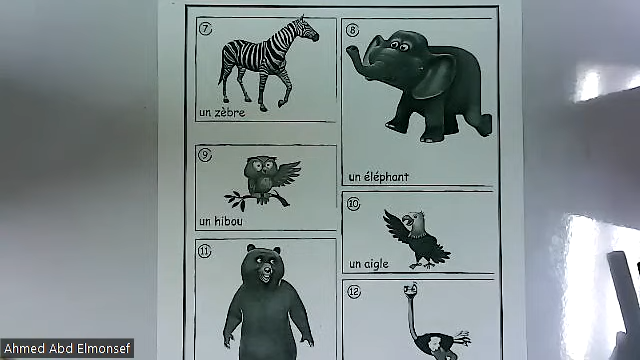 7
8
un zèbre
un éléphant
9
un hibou
10
un aigle
11
12
Ahmed Abd Elmonsef